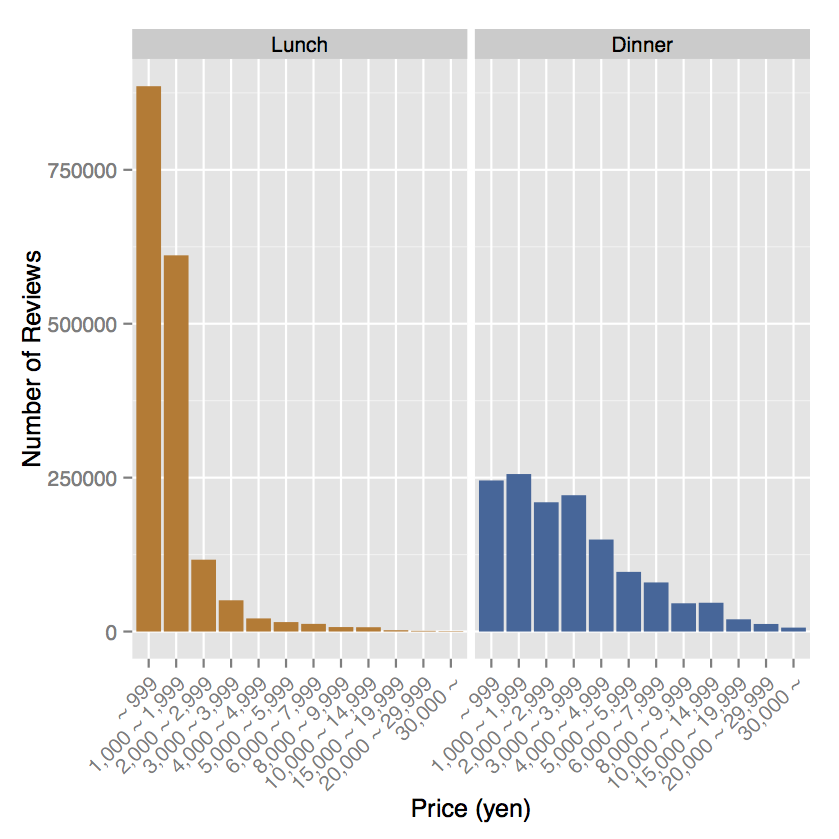 Lunch
Dinner
Number of Reviews
750000
500000
250000
0
~ 999
1,000 ~ 1,999
2,000 ~ 2,999
3,000 ~ 3,999
4,000 ~ 4,999
5,000 ~ 5,999
6,000 ~ 7,999
8,000 ~ 9,999
10,000 ~ 14,999
15,000 ~ 19,999
20,000 ~ 29,999
30,000 ~
~ 999
1,000 ~ 1,999
2,000 ~ 2,999
3,000 ~ 3,999
4,000 ~ 4,999
5,000 ~ 5,999
6,000 ~ 7,999
8,000 ~ 9,999
10,000 ~ 14,999
15,000 ~ 19,999
20,000 ~ 29,999
30,000 ~
Price (yen)